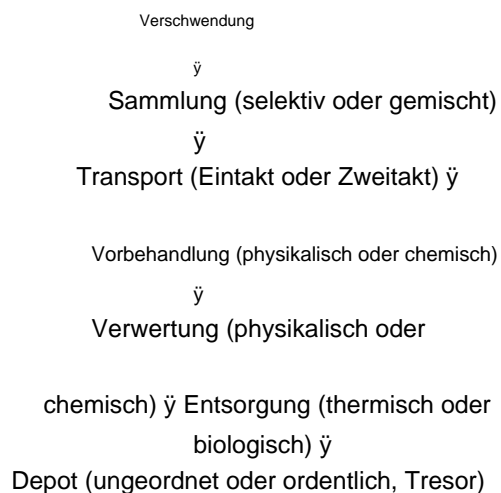 Verschwendung
ÿ
Sammlung (selektiv oder gemischt)
ÿ
Transport (Eintakt oder Zweitakt) ÿ
Vorbehandlung (physikalisch oder chemisch)
ÿ
Verwertung (physikalisch oder
chemisch) ÿ Entsorgung (thermisch oder
biologisch) ÿ
Depot (ungeordnet oder ordentlich, Tresor)